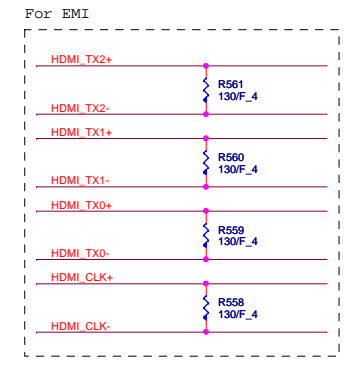 For EMI
HDMI_TX2+
R561
130/F_4
HDMI_TX2-
HDMI_TX1+
R560
130/F_4
HDMI_TX1-
HDMI_TX0+
R559
130/F_4
HDMI_TX0-
HDMI_CLK+
R558
130/F_4
HDMI_CLK-